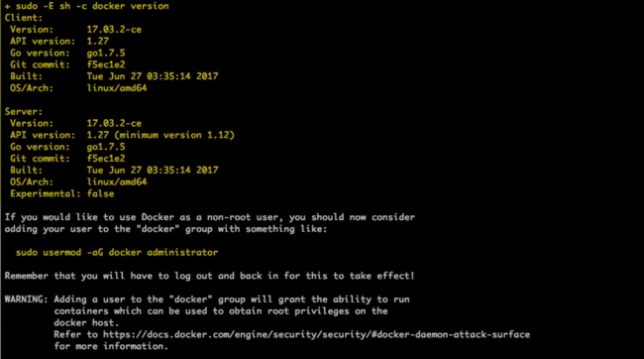 + sudo -E sh -c docker version
Client:
 Version:      17.03.2-ce
 API version:  1.27
 Go version:   go1.7.5
 Git commit:   f5ec1e2
 Built:        Tue Jun 27 03:35:14 2017
 OS/Arch:      linux/amd64

Server:
 Version:      17.03.2-ce
 API version:  1.27 (minimum version 1.12)
 Go version:   go1.7.5
 Git commit:   f5ec1e2
 Built:        Tue Jun 27 03:35:14 2017
 OS/Arch:      linux/amd64
 Experimental: false

If you would like to use Docker as a non-root user, you should now consider
adding your user to the "docker" group with something like:

  sudo usermod -aG docker administrator

Remember that you will have to log out and back in for this to take effect!

WARNING: Adding a user to the "docker" group will grant the ability to run
         containers which can be used to obtain root privileges on the
         docker host.
         Refer to https://docs.docker.com/engine/security/security/#docker-daemon-attack-surface
         for more information.